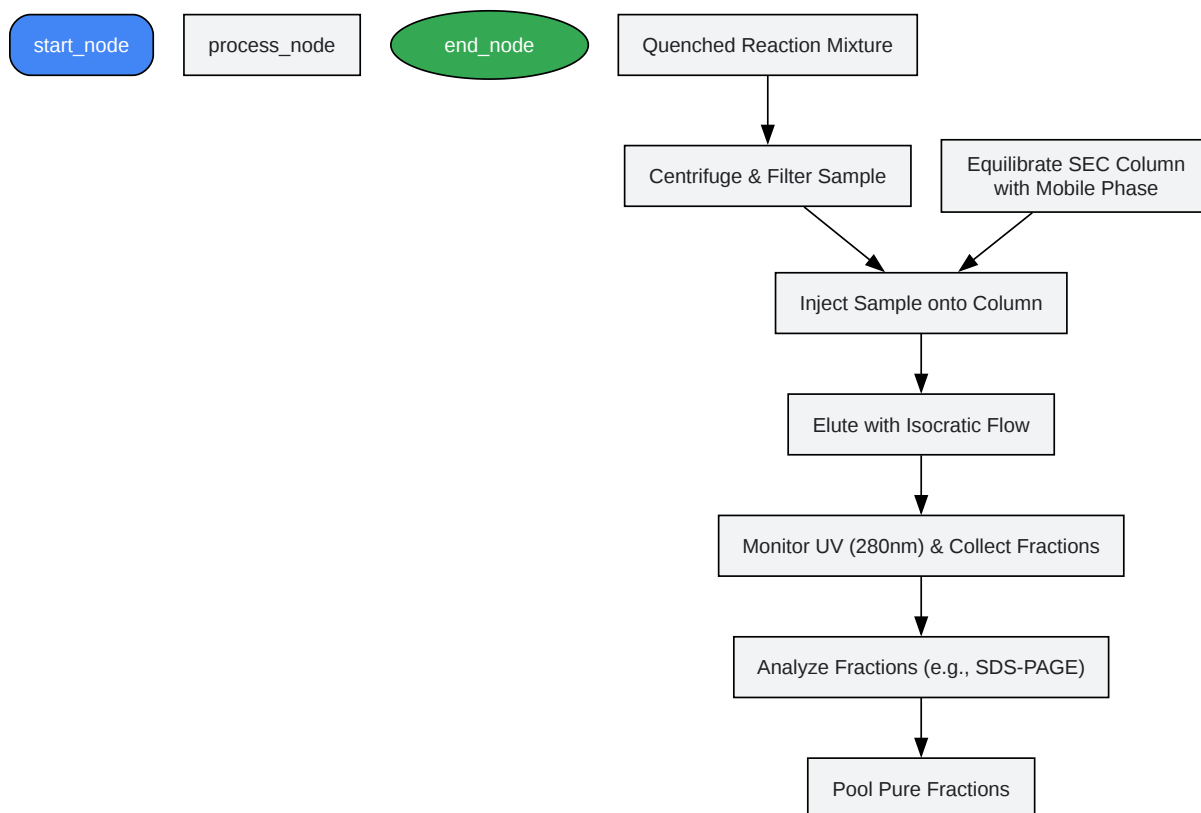 start_node
process_node
end_node
Quenched Reaction Mixture
Centrifuge & Filter Sample
Equilibrate SEC Column
with Mobile Phase
Inject Sample onto Column
Elute with Isocratic Flow
Monitor UV (280nm) & Collect Fractions
Analyze Fractions (e.g., SDS-PAGE)
Pool Pure Fractions